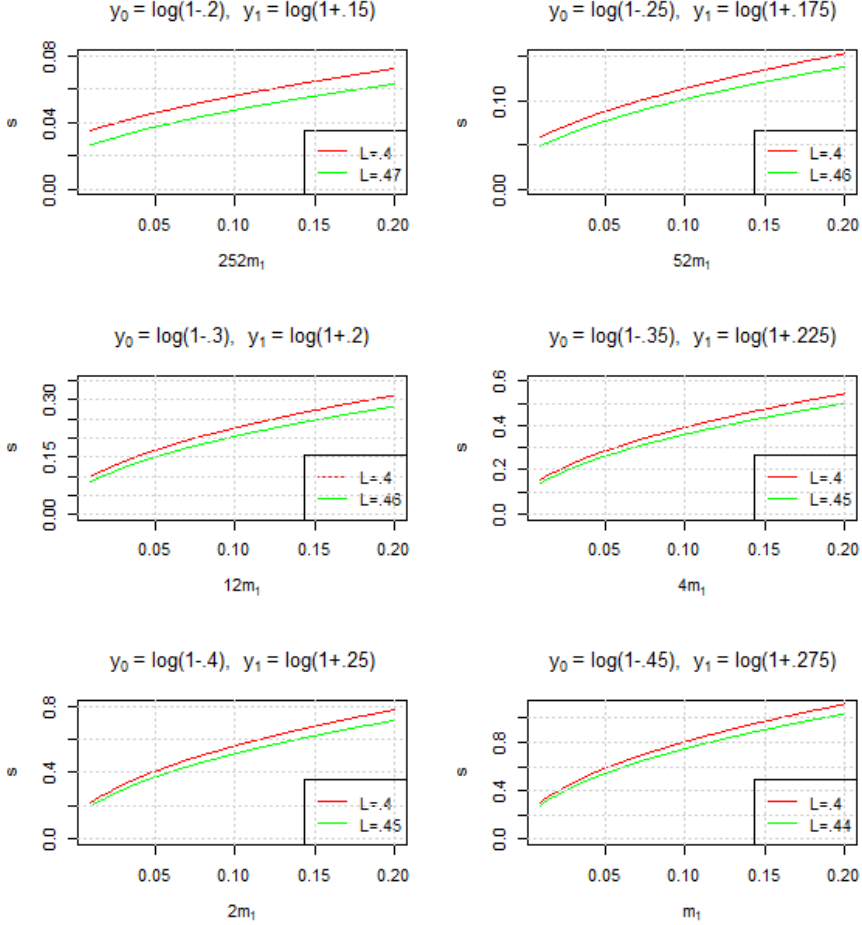 y₀ = log(1-.2), y₁ = log(1+.15)
s
0.00 0.04 0.08
L=.4
L=.47
0.05 0.10 0.15 0.20
252m₁
y₀ = log(1-.25), y₁ = log(1+.175)
s
0.00 0.10
L=.4
L=.46
0.05 0.10 0.15 0.20
52m₁
y₀ = log(1-.3), y₁ = log(1+.2)
s
0.00 0.15 0.30
L=.4
L=.46
0.05 0.10 0.15 0.20
12m₁
y₀ = log(1-.35), y₁ = log(1+.225)
s
0.0 0.2 0.4 0.6
L=.4
L=.45
0.05 0.10 0.15 0.20
4m₁
y₀ = log(1-.4), y₁ = log(1+.25)
s
0.0 0.4 0.8
L=.4
L=.45
0.05 0.10 0.15 0.20
2m₁
y₀ = log(1-.45), y₁ = log(1+.275)
s
0.0 0.4 0.8
L=.4
L=.44
0.05 0.10 0.15 0.20
m₁